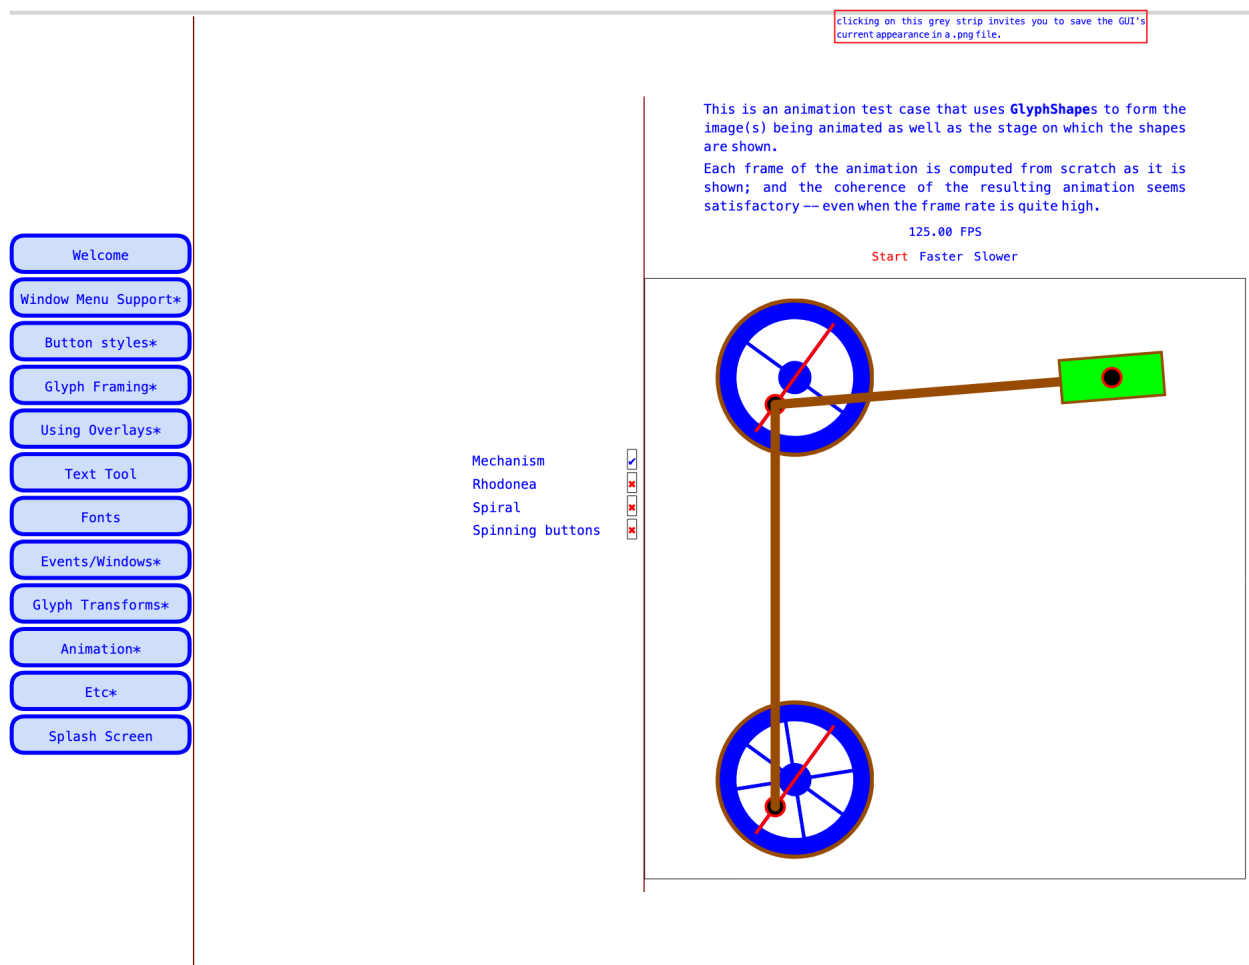 clicking on this grey strip invites you to save the GUI's
current appearance in a .png file.
This is an animation test case that uses GlyphShapes to form the
image(s) being animated as well as the stage on which the shapes
are shown.
Each frame of the animation is computed from scratch as it is
shown; and the coherence of the resulting animation seems
satisfactory –– even when the frame rate is quite high.
125.00 FPS
Start Faster Slower
Welcome
Window Menu Support*
Button styles*
Glyph Framing*
Using Overlays*
Text Tool
Fonts
Events/Windows*
Glyph Transforms*
Animation*
Etc*
Splash Screen
Mechanism ✔
Rhodonea ✖
Spiral ✖
Spinning buttons ✖